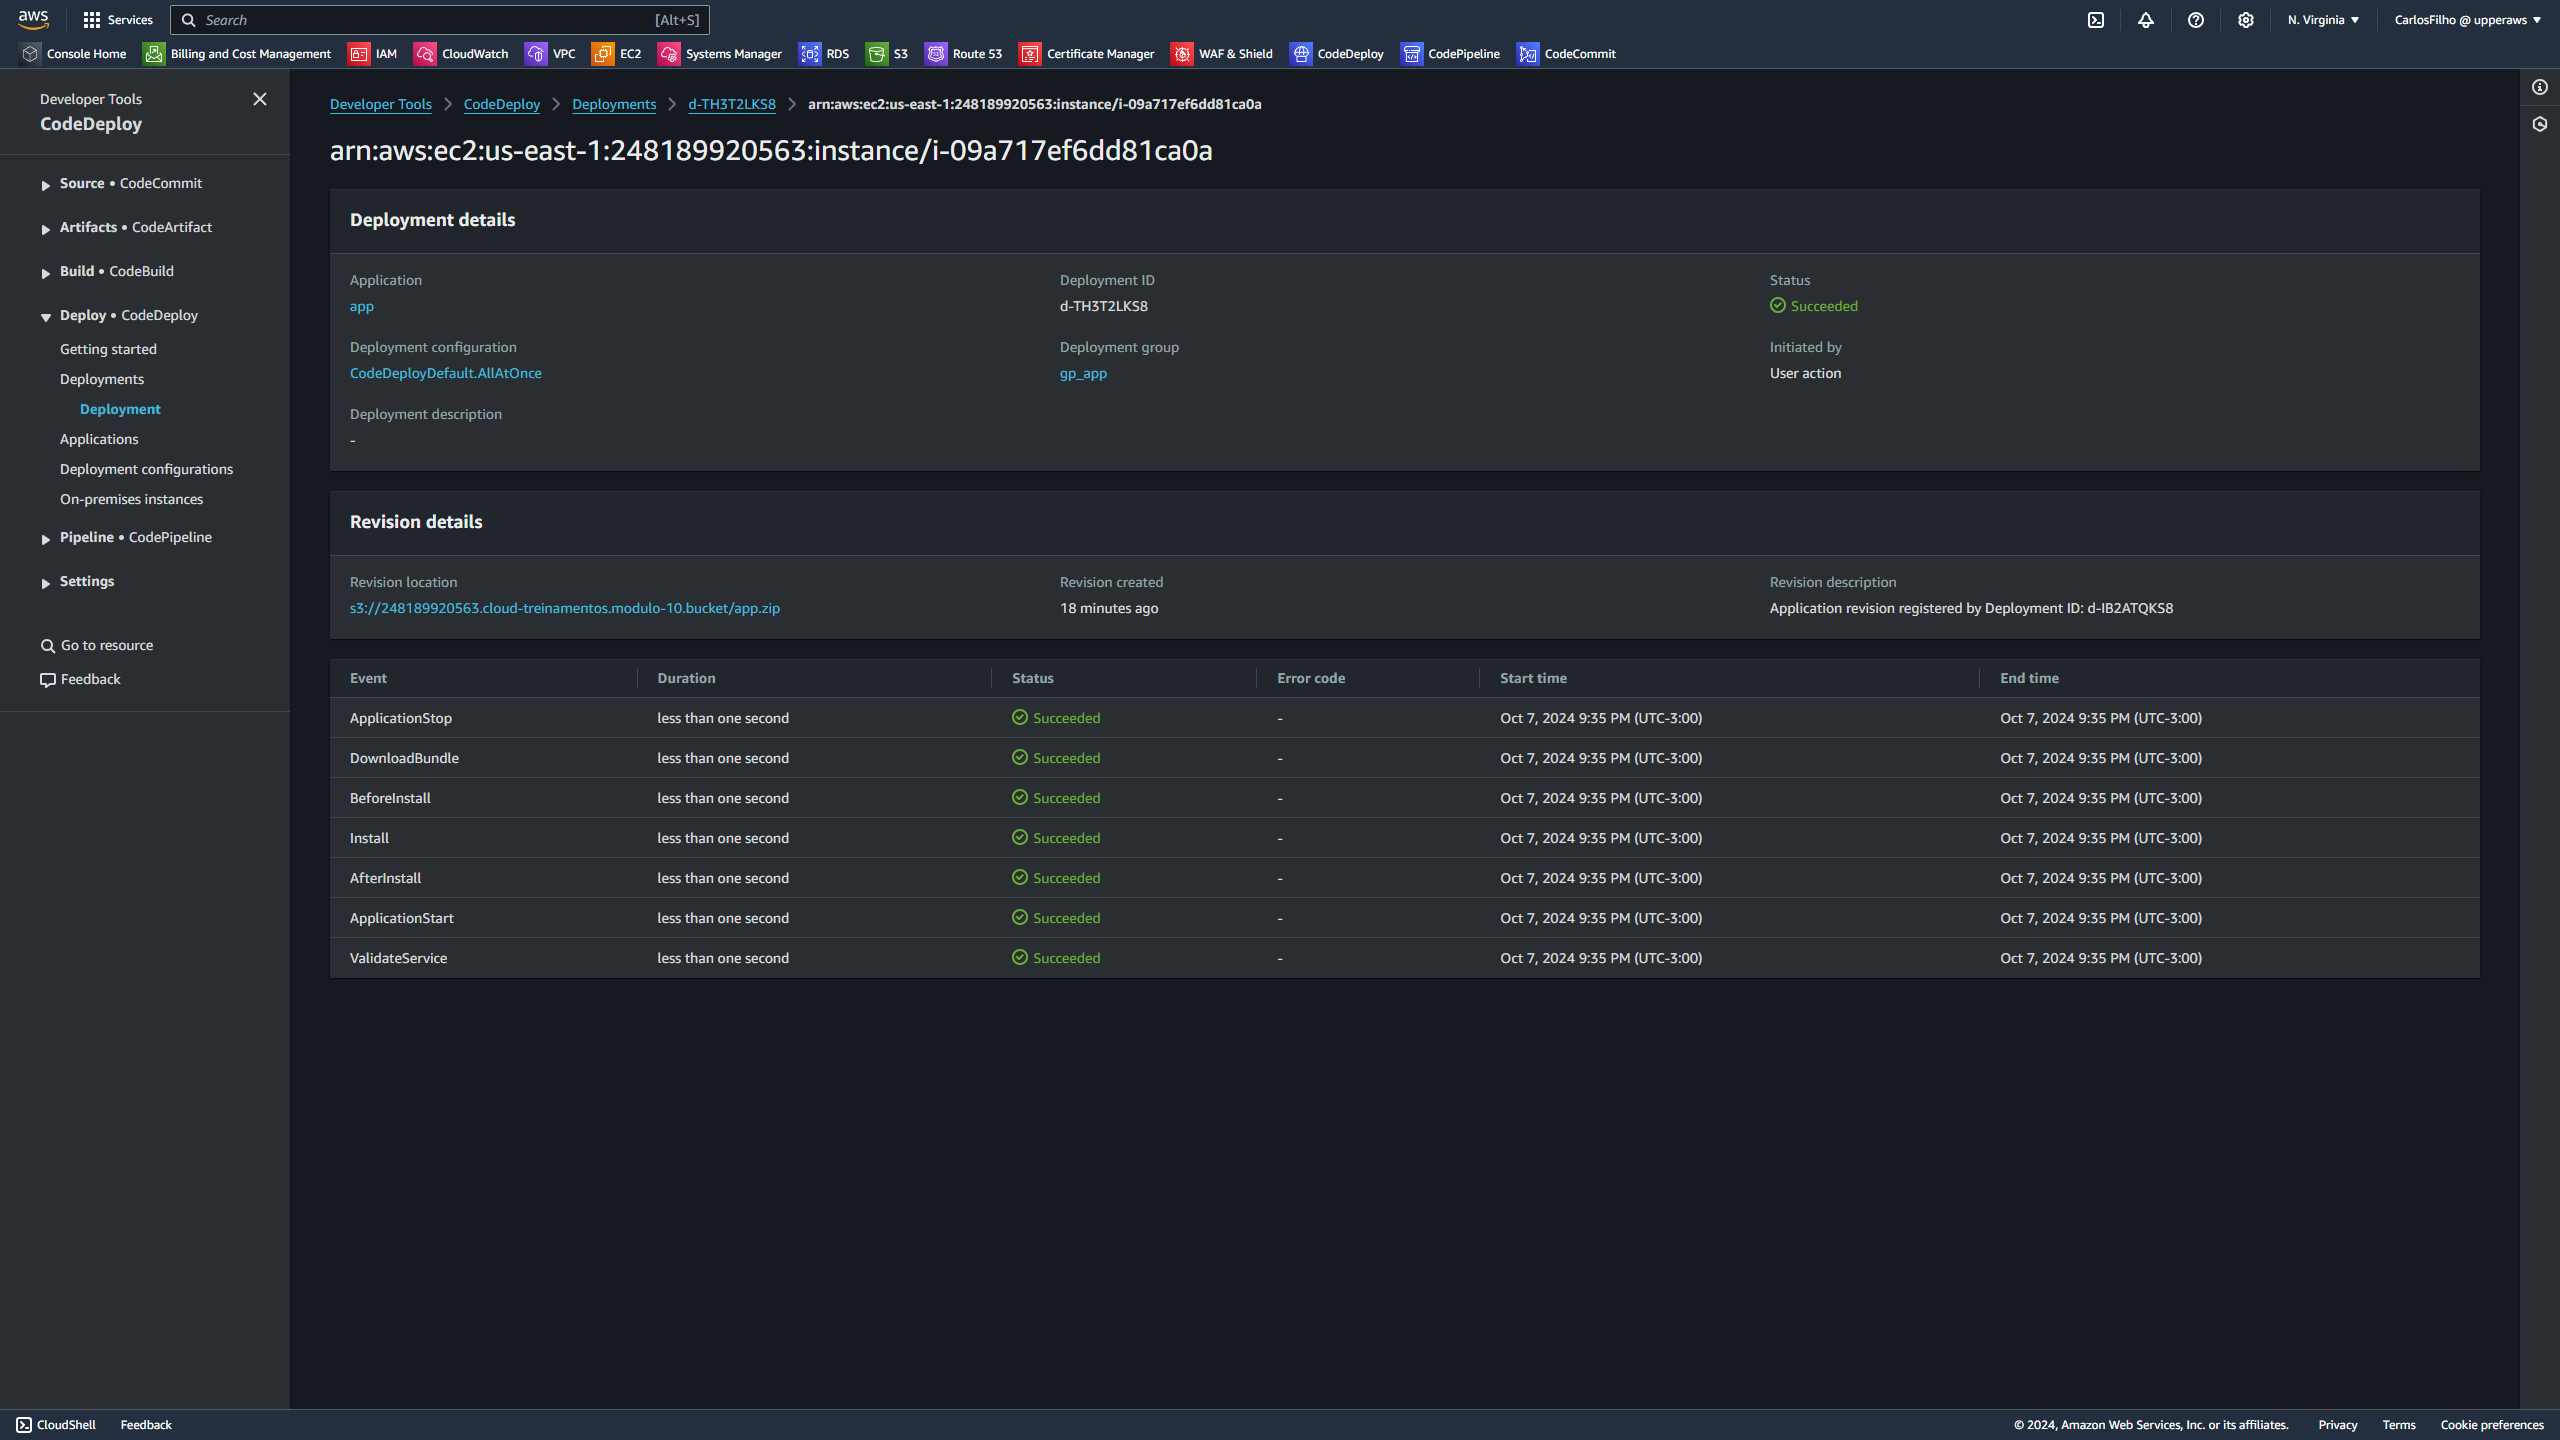 aws
Services
Search
[Alt+S]
N. Virginia
CarlosFilho @ upperaws
Console Home
Billing and Cost Management
IAM
CloudWatch
VPC
EC2
Systems Manager
RDS
S3
Route 53
Certificate Manager
WAF & Shield
CodeDeploy
CodePipeline
CodeCommit
Developer Tools
CodeDeploy
Source • CodeCommit
Artifacts • CodeArtifact
Build • CodeBuild
Deploy • CodeDeploy
Getting started
Deployments
Deployment
Applications
Deployment configurations
On-premises instances
Pipeline • CodePipeline
Settings
Go to resource
Feedback
Developer Tools
CodeDeploy
Deployments
d-TH3T2LKS8
arn:aws:ec2:us-east-1:248189920563:instance/i-09a717ef6dd81ca0a
arn:aws:ec2:us-east-1:248189920563:instance/i-09a717ef6dd81ca0a
Deployment details
Application
app
Deployment ID
d-TH3T2LKS8
Status
Succeeded
Deployment configuration
CodeDeployDefault.AllAtOnce
Deployment group
gp_app
Initiated by
User action
Deployment description
-
Revision details
Revision location
s3://248189920563.cloud-treinamentos.modulo-10.bucket/app.zip
Revision created
18 minutes ago
Revision description
Application revision registered by Deployment ID: d-IB2ATQKS8
Event Duration Status Error code Start time End time
ApplicationStop less than one second Succeeded - Oct 7, 2024 9:35 PM (UTC-3:00) Oct 7, 2024 9:35 PM (UTC-3:00)
DownloadBundle less than one second Succeeded - Oct 7, 2024 9:35 PM (UTC-3:00) Oct 7, 2024 9:35 PM (UTC-3:00)
BeforeInstall less than one second Succeeded - Oct 7, 2024 9:35 PM (UTC-3:00) Oct 7, 2024 9:35 PM (UTC-3:00)
Install less than one second Succeeded - Oct 7, 2024 9:35 PM (UTC-3:00) Oct 7, 2024 9:35 PM (UTC-3:00)
AfterInstall less than one second Succeeded - Oct 7, 2024 9:35 PM (UTC-3:00) Oct 7, 2024 9:35 PM (UTC-3:00)
ApplicationStart less than one second Succeeded - Oct 7, 2024 9:35 PM (UTC-3:00) Oct 7, 2024 9:35 PM (UTC-3:00)
ValidateService less than one second Succeeded - Oct 7, 2024 9:35 PM (UTC-3:00) Oct 7, 2024 9:35 PM (UTC-3:00)
CloudShell
Feedback
© 2024, Amazon Web Services, Inc. or its affiliates.
Privacy
Terms
Cookie preferences